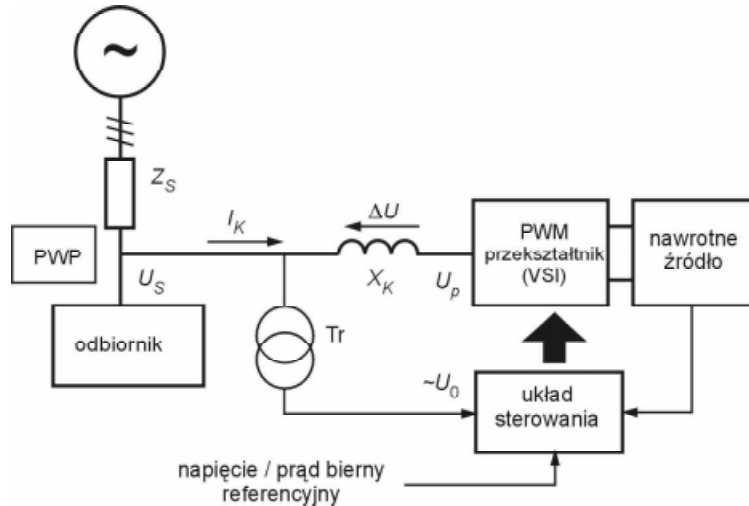 ~
Z_S
I_K
ΔU
PWP
U_S
X_K
U_p
PWM
przekształtnik
(VSI)
nawrotne
źródło
odbiornik
Tr
~U_0
układ
sterowania
napięcie / prąd bierny
referencyjny